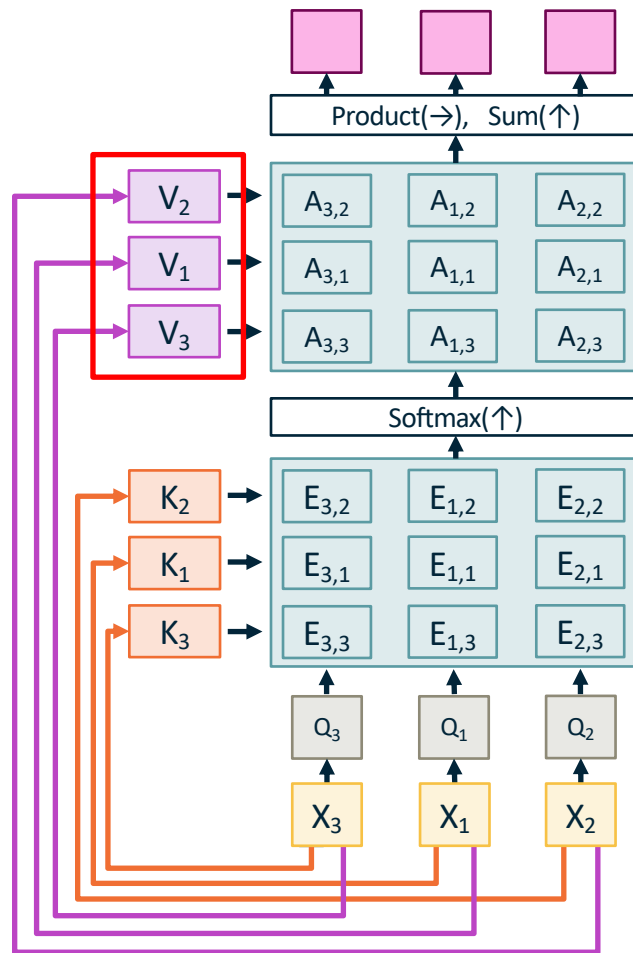 Product(→), Sum(↑)
V₂ A₃,₂ A₁,₂ A₂,₂
V₁ A₃,₁ A₁,₁ A₂,₁
V₃ A₃,₃ A₁,₃ A₂,₃
Softmax(↑)
K₂ E₃,₂ E₁,₂ E₂,₂
K₁ E₃,₁ E₁,₁ E₂,₁
K₃ E₃,₃ E₁,₃ E₂,₃
Q₃ Q₁ Q₂
X₃ X₁ X₂